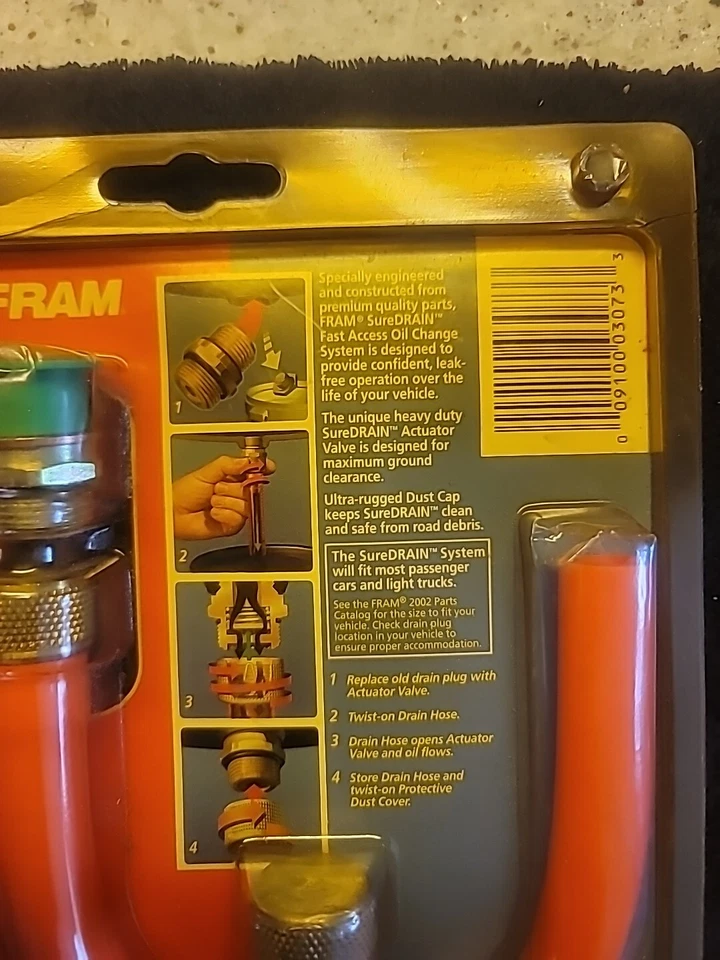 FRAM
Specially engineered
and constructed from
premium quality parts,
FRAM® SureDRAIN™
Fast Access Oil Change
System is designed to
provide confident, leak-
free operation over the
life of your vehicle.
The unique heavy duty
SureDRAIN™ Actuator
Valve is designed for
maximum ground
clearance.
Ultra-rugged Dust Cap
keeps SureDRAIN™ clean
and safe from road debris.
The SureDRAIN™ System
will fit most passenger
cars and light trucks.
See the FRAM® 2002 Parts
Catalog for the size to fit your
vehicle. Check drain plug
location in your vehicle to
ensure proper accommodation.
1 Replace old drain plug with
Actuator Valve.
2 Twist-on Drain Hose.
3 Drain Hose opens Actuator
Valve and oil flows.
4 Store Drain Hose and
twist-on Protective
Dust Cover.
1
2
3
4
0 09100 03073 3